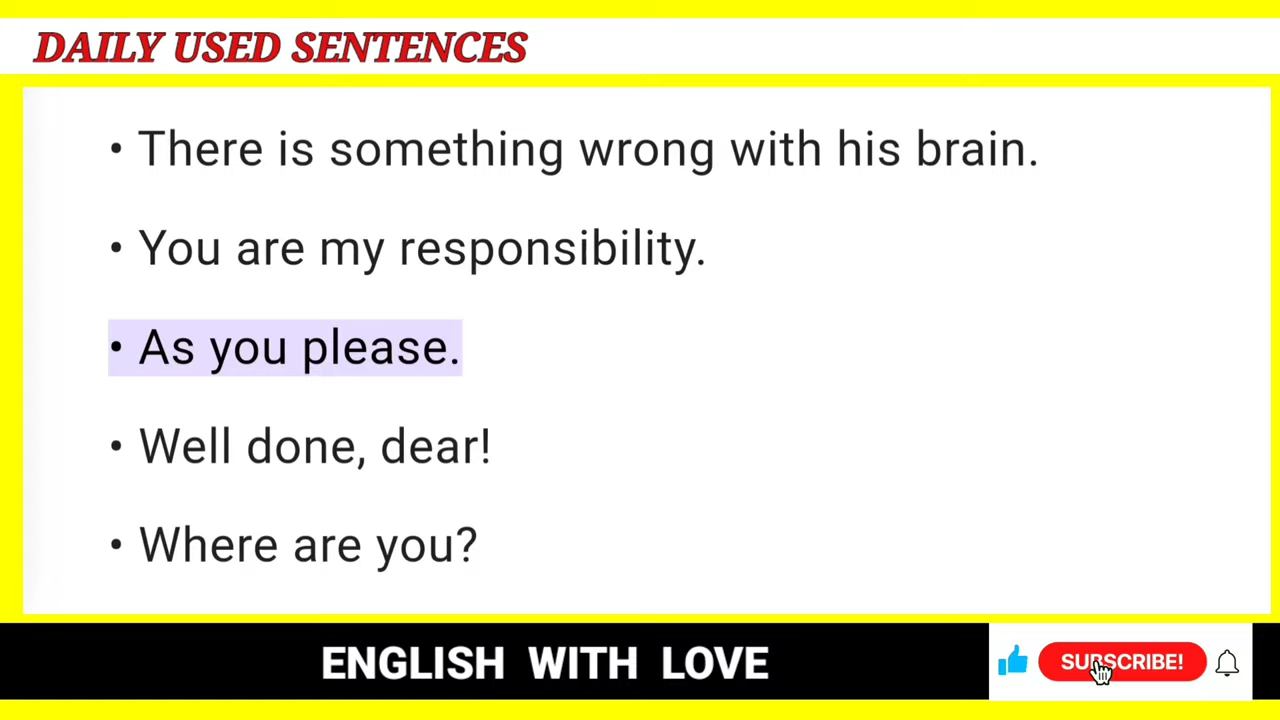 DAILY USED SENTENCES
• There is something wrong with his brain.
• You are my responsibility.
• As you please.
• Well done, dear!
• Where are you?
ENGLISH WITH LOVE
SUBSCRIBE!